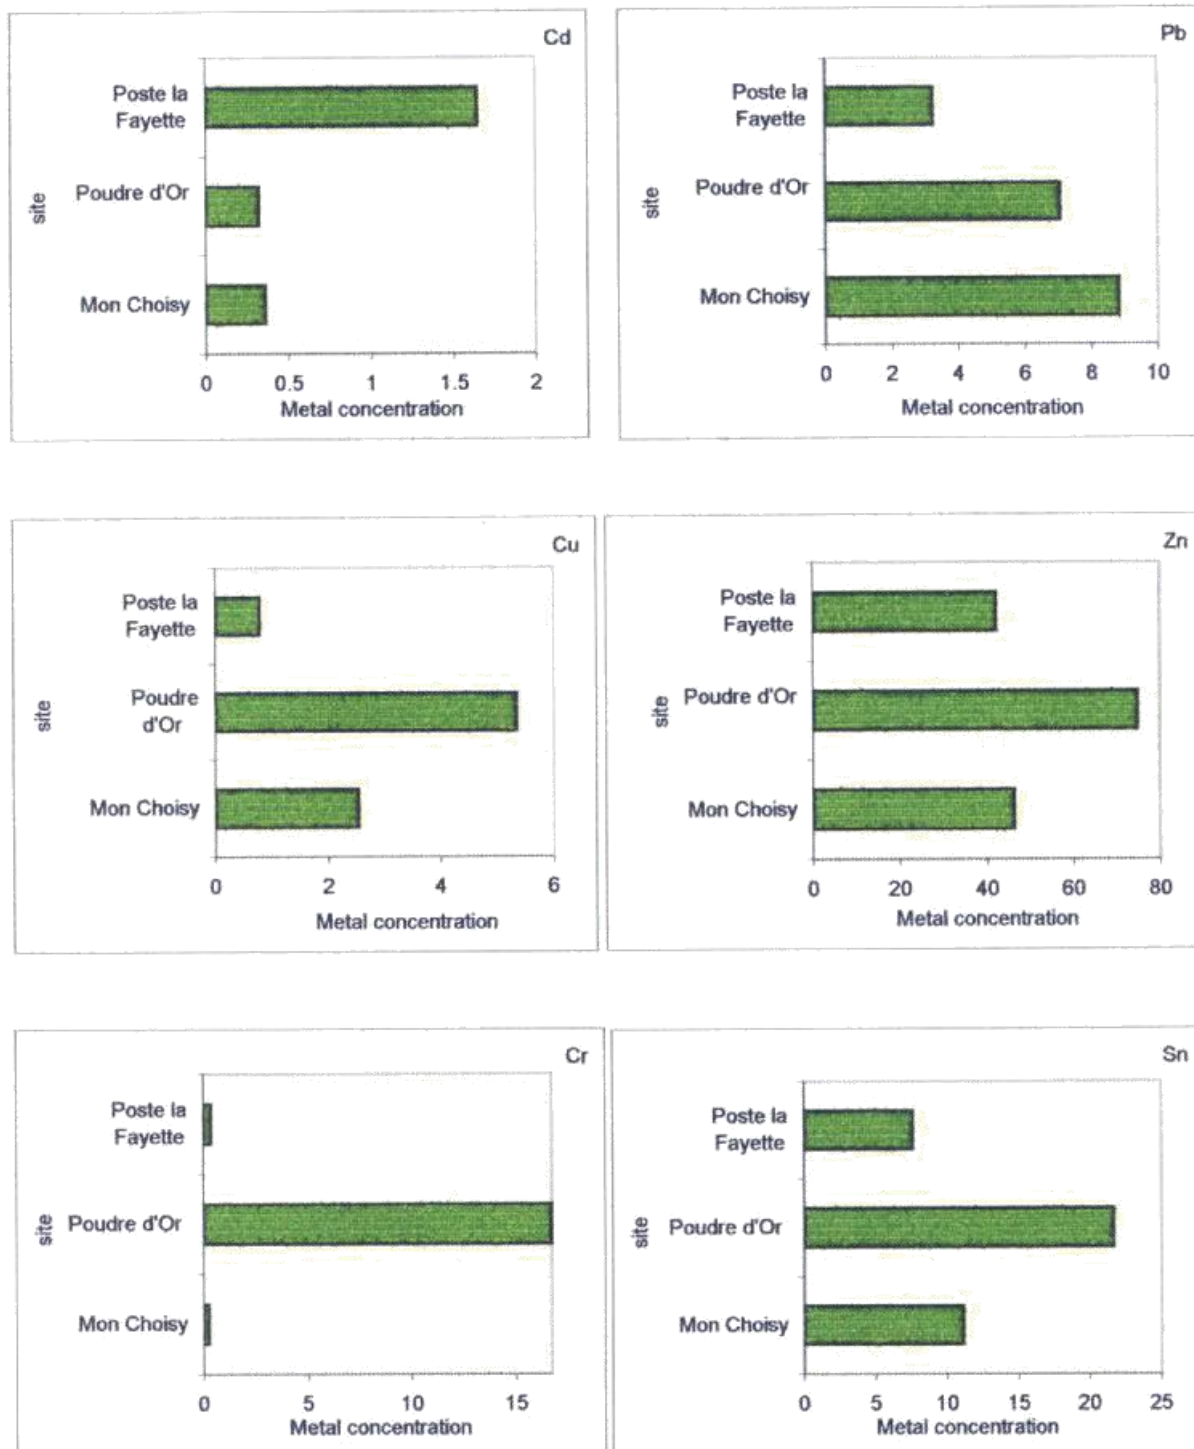 Cd
Poste la
Fayette
Poudre d'Or
Mon Choisy
site
0 0.5 1 1.5 2
Metal concentration
Pb
Poste la
Fayette
Poudre d'Or
Mon Choisy
site
0 2 4 6 8 10
Metal concentration
Cu
Poste la
Fayette
Poudre
d'Or
Mon Choisy
site
0 2 4 6
Metal concentration
Zn
Poste la
Fayette
Poudre d'Or
Mon Choisy
site
0 20 40 60 80
Metal concentration
Cr
Poste la
Fayette
Poudre d'Or
Mon Choisy
site
0 5 10 15
Metal concentration
Sn
Poste la
Fayette
Poudre d'Or
Mon Choisy
site
0 5 10 15 20 25
Metal concentration